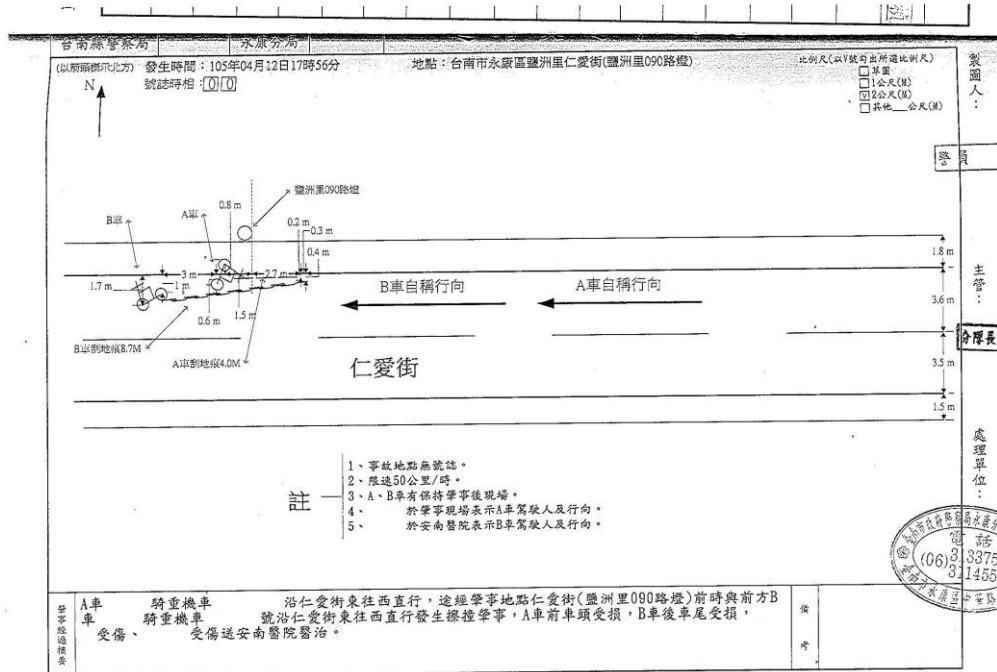 台南縣警察局 永康分局
(以箭頭標示北方) 發生時間：105年04月12日17時56分 地點：台南市永康區鹽洲里仁愛街(鹽洲里090路燈)
號誌時相：00
N
比例尺(以V號勾出所選比例尺)
□ 草圖
□ 1公尺(M)
☑ 2公尺(M)
□ 其他__公尺(M)
製圖人：
警員
主管：
分隊長
處理單位：
鹽洲里090路燈
B車
A車
0.8 m
0.2 m
0.3 m
0.4 m
1.8 m
3 m
2.7 m
1.7 m
1 m
0.6 m
1.5 m
B車自稱行向
A車自稱行向
3.6 m
B車刮地痕8.7M
A車刮地痕4.0M
仁愛街
3.5 m
1.5 m
註
1、事故地點無號誌。
2、限速50公里/時。
3、A、B車有保持肇事後現場。
4、 於肇事現場表示A車駕駛人及行向。
5、 於安南醫院表示B車駕駛人及行向。
電話
(06)
313375
311455
肇事經過摘要
A車 騎重機車 沿仁愛街東往西直行，途經肇事地點仁愛街(鹽洲里090路燈)前時與前方B
車 騎重機車 號沿仁愛街東往西直行發生擦撞肇事，A車前車頭受損，B車後車尾受損，
受傷、 受傷送安南醫院醫治。
備考